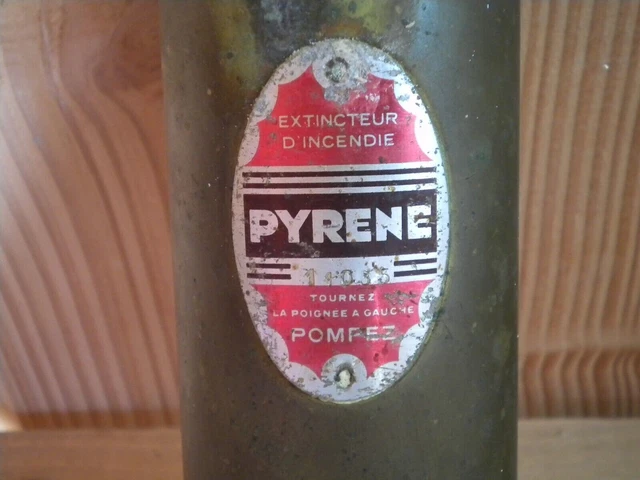 EXTINCTEUR
D'INCENDIE
PYRENE
TOURNEZ
LA POIGNEE A GAUCHE
POMPEZ